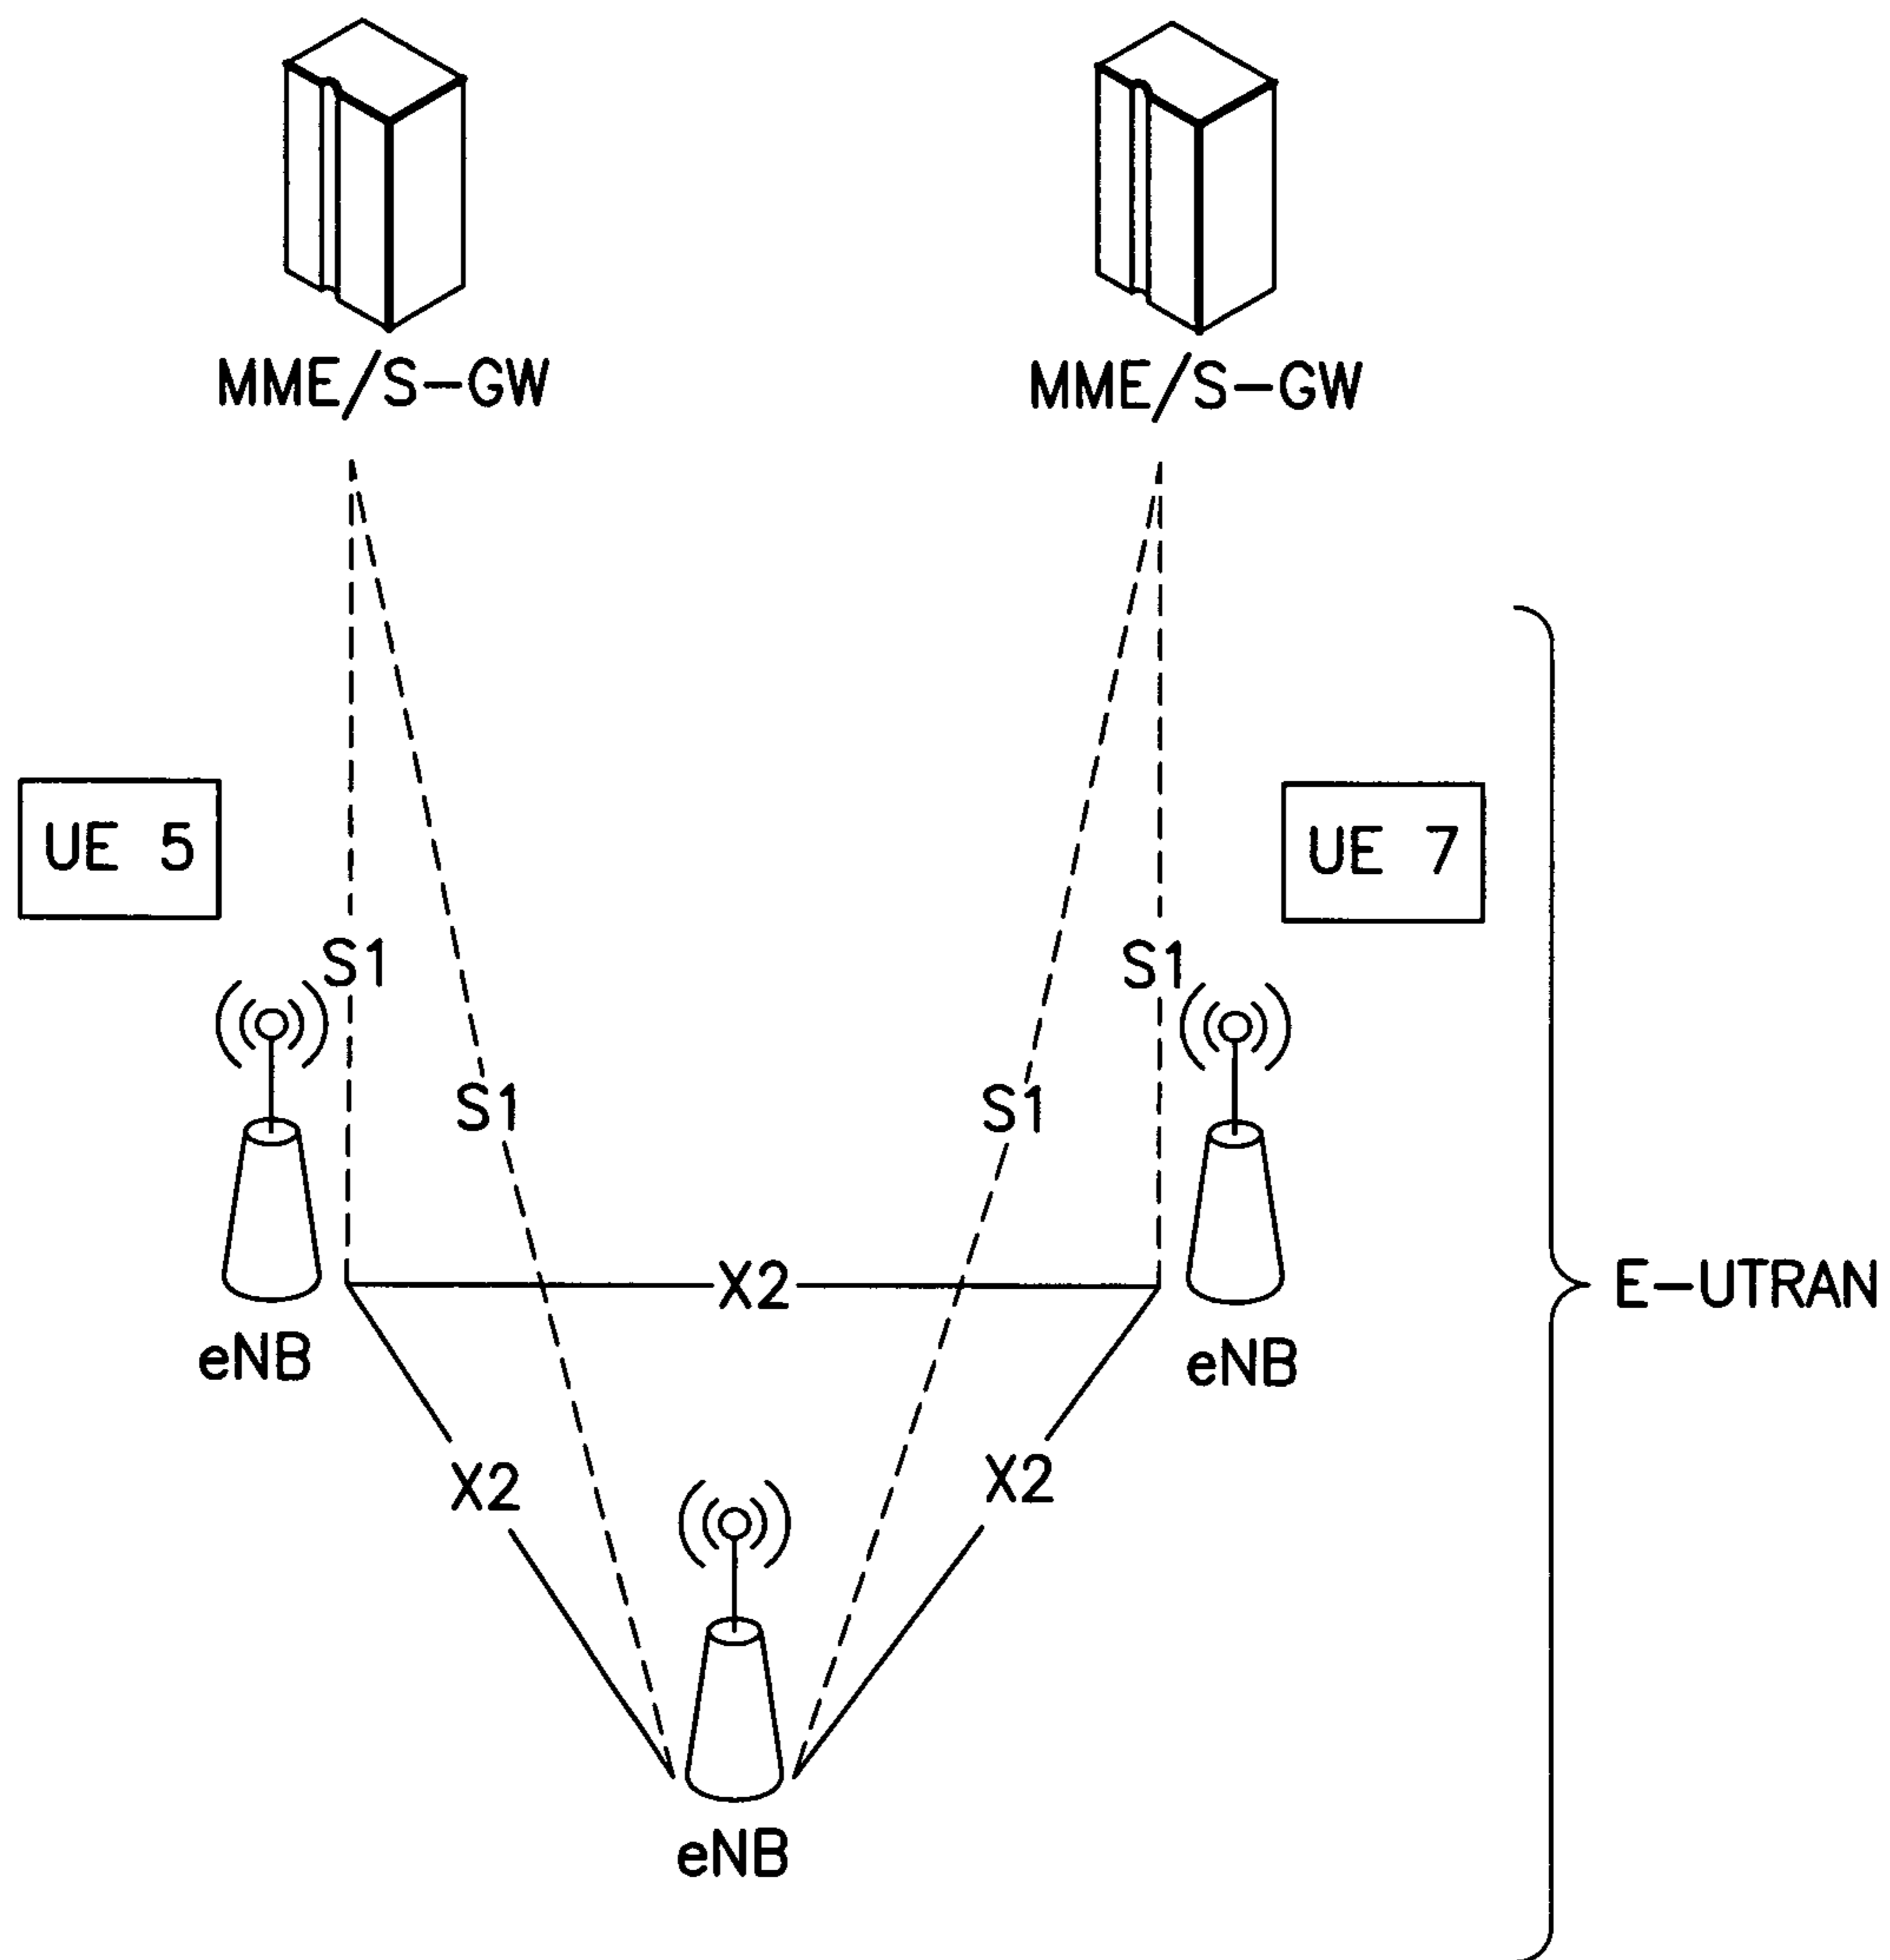 MME/S-GW
MME/S-GW
UE 5
UE 7
S1
S1
S1
S1
X2
E-UTRAN
eNB
eNB
X2
X2
eNB